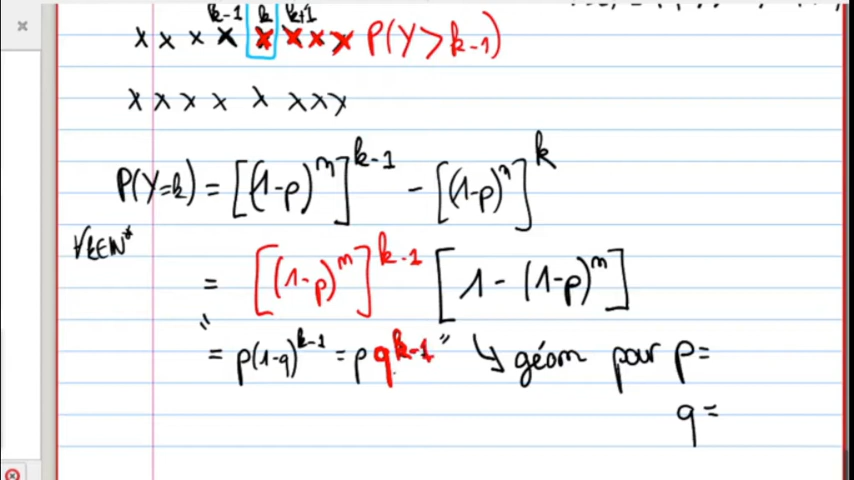 k-1 k k+1
x x x x x x x x P(Y>k-1)
x x x x x x x x
P(Y=k) = [(1-p)^n]^{k-1} - [(1-p)^n]^k
∀k∈ℕ*
= [(1-p)^n]^{k-1} [1 - (1-p)^n]
" = p(1-q)^{k-1} = p q^{k-1} " ↳ géom pour p=
q=